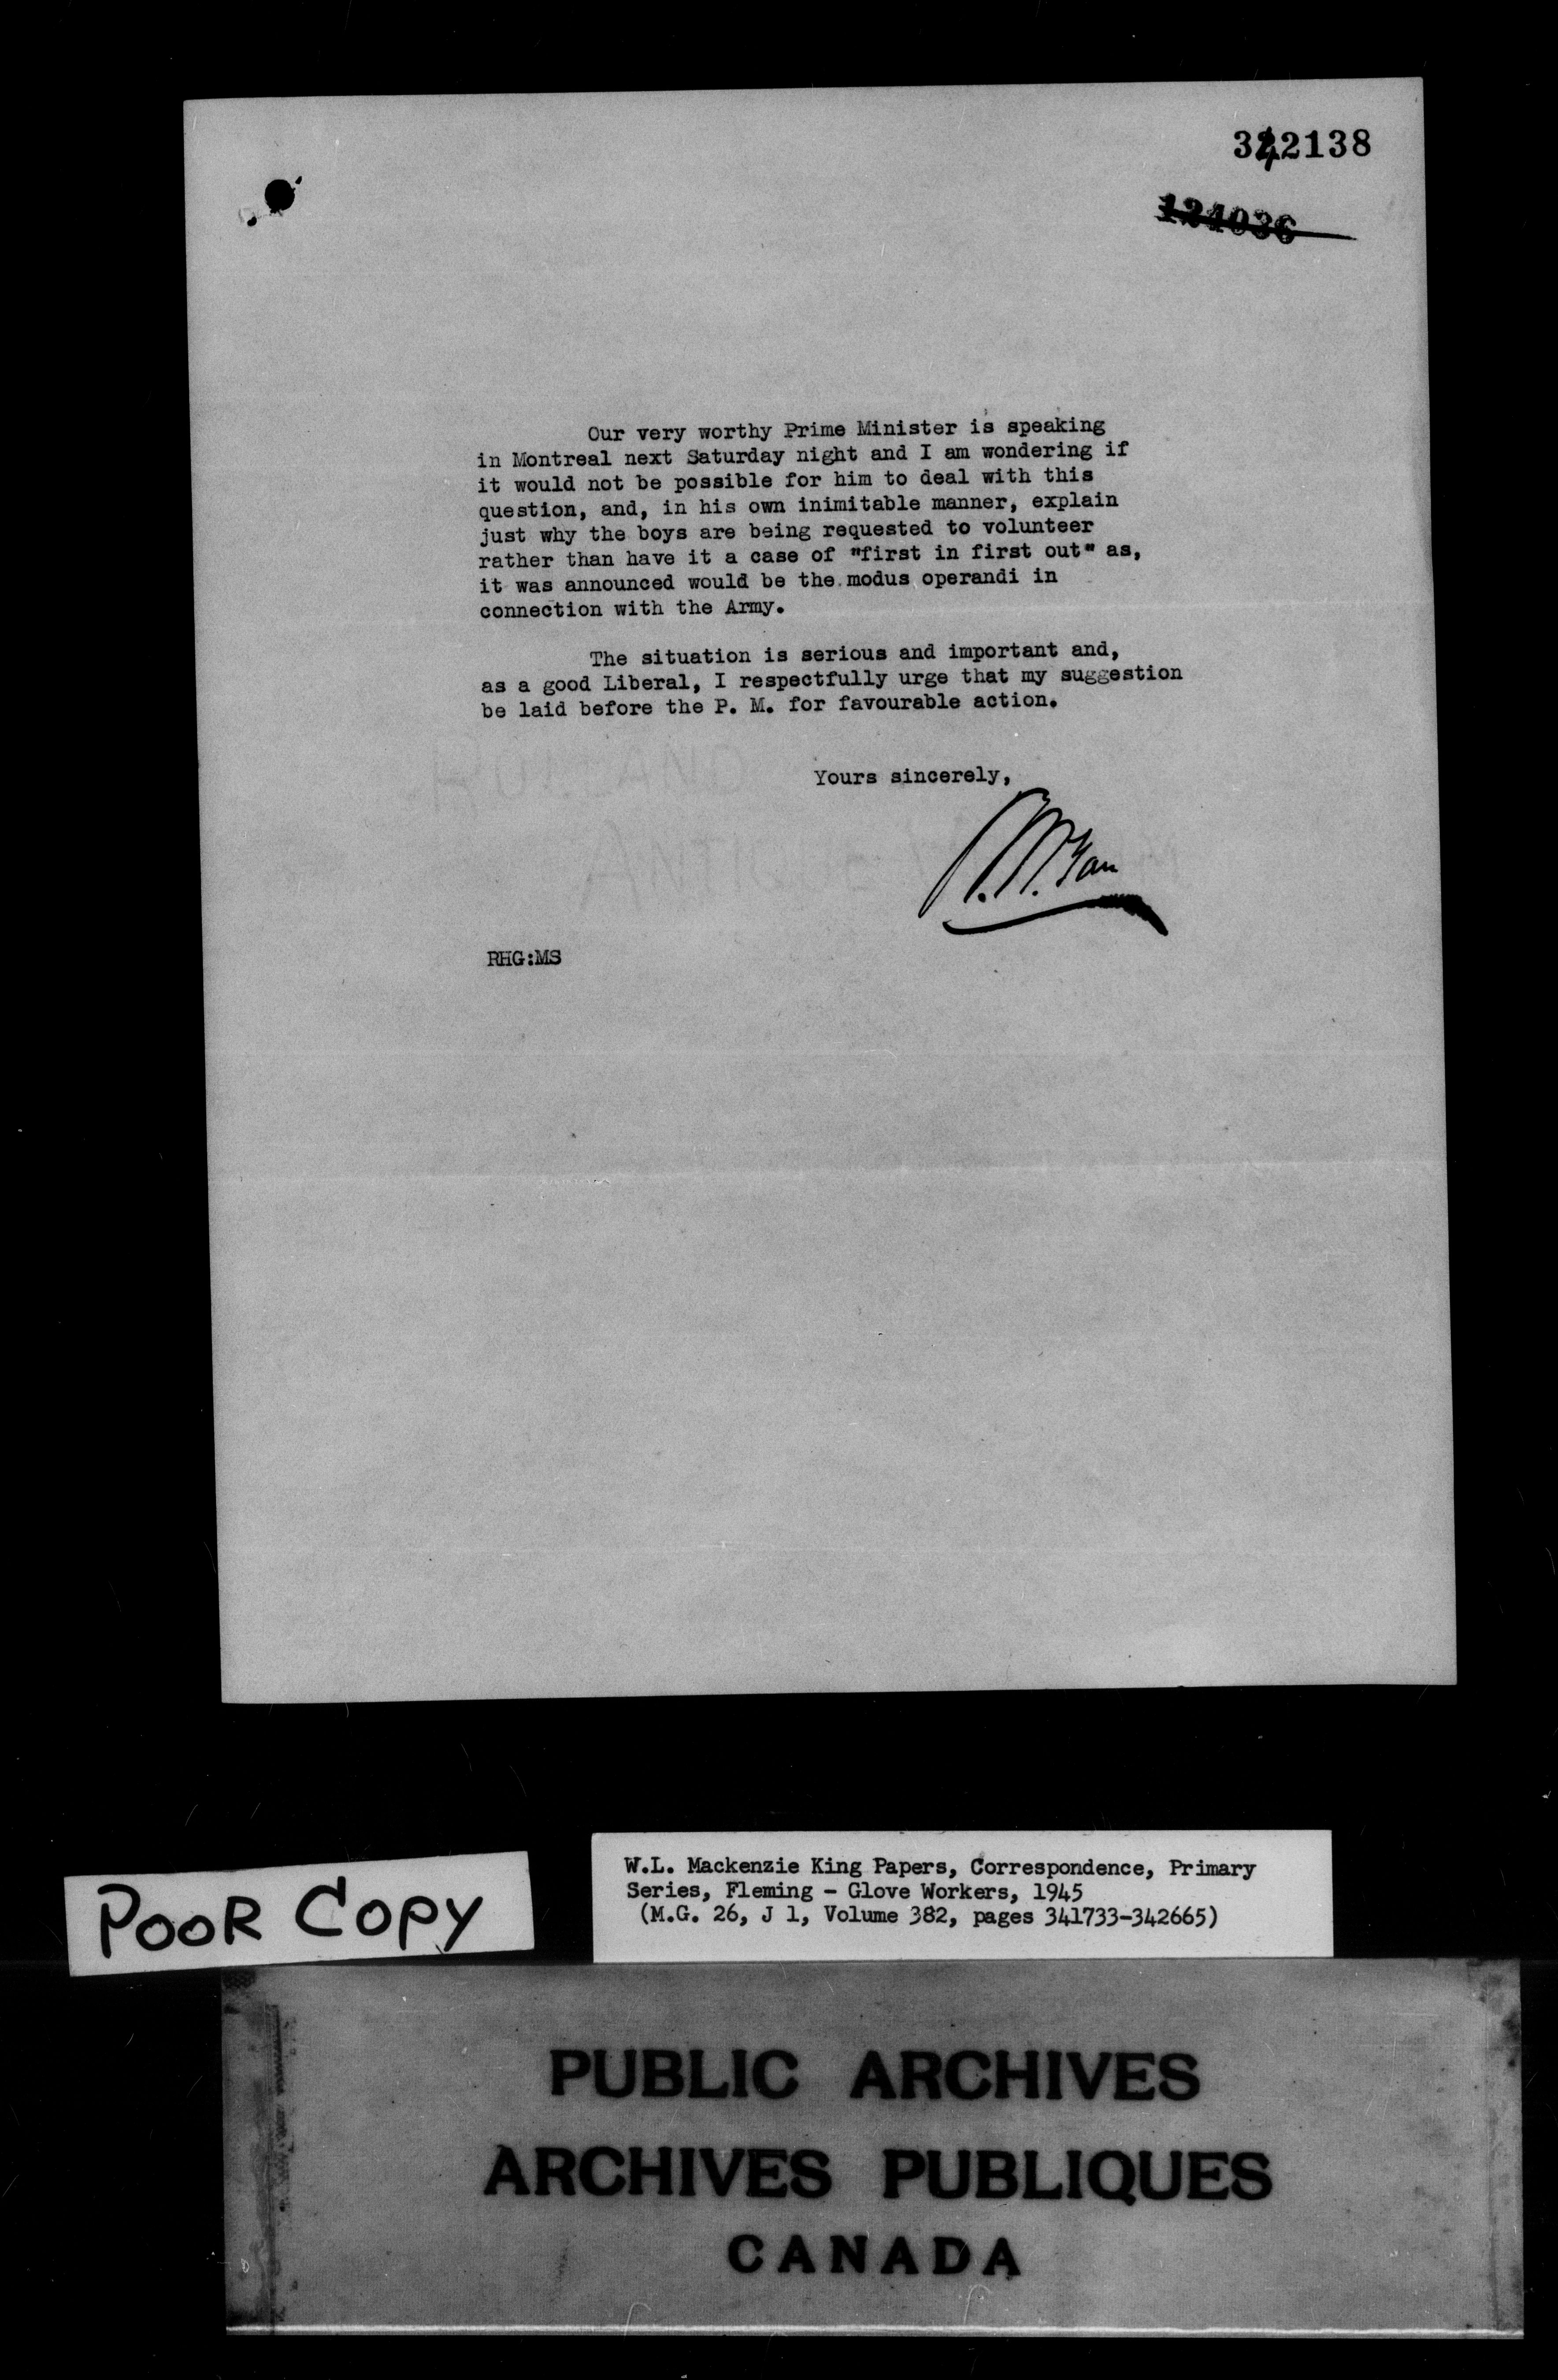 342138
124036
Our very worthy Prime Minister is speaking
in Montreal next Saturday night and I am wondering if
it would not be possible for him to deal with this
question, and, in his own inimitable manner, explain
just why the boys are being requested to volunteer
rather than have it a case of "first in first out" as,
it was announced would be the modus operandi in
connection with the Army.
The situation is serious and important and,
as a good Liberal, I respectfully urge that my suggestion
be laid before the P. M. for favourable action.
Yours sincerely,
RHG:MS
POOR COPY
W.L. Mackenzie King Papers, Correspondence, Primary
Series, Fleming - Glove Workers, 1945
(M.G. 26, J 1, Volume 382, pages 341733-342665)
PUBLIC ARCHIVES
ARCHIVES PUBLIQUES
CANADA